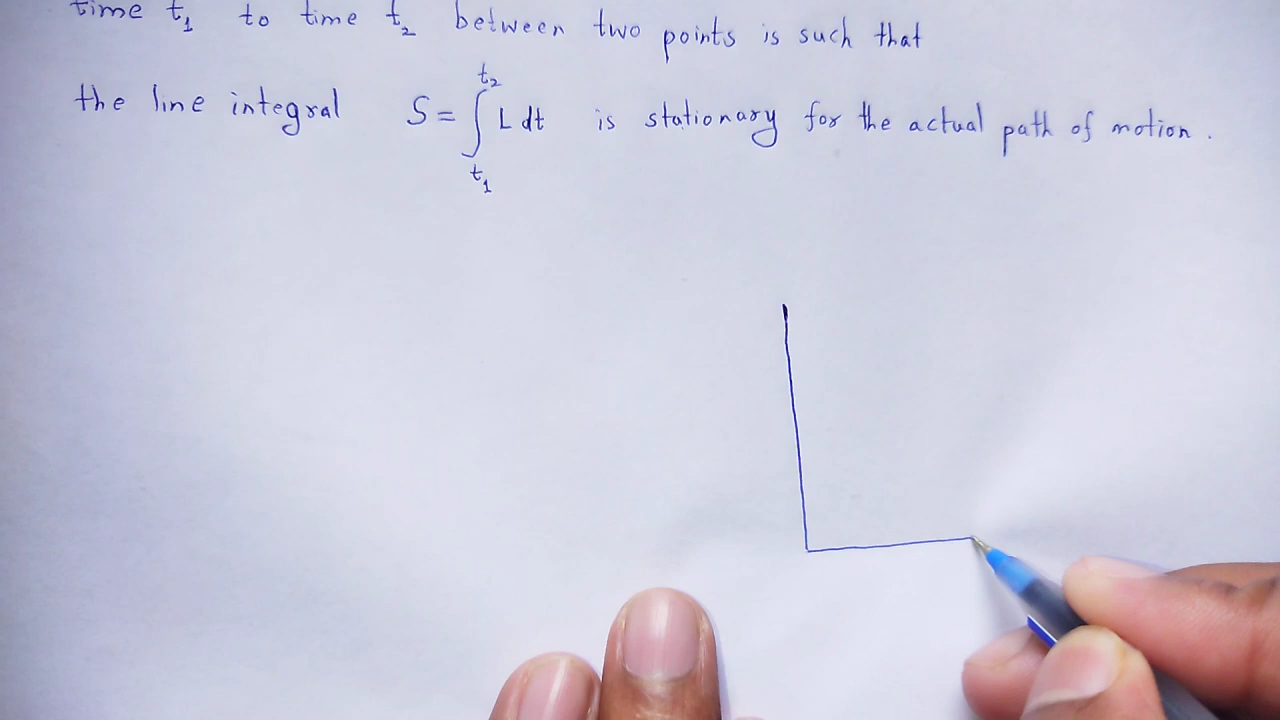 time t₁ to time t₂ between two points is such that
the line integral S = ∫_{t₁}^{t₂} L dt is stationary for the actual path of motion.